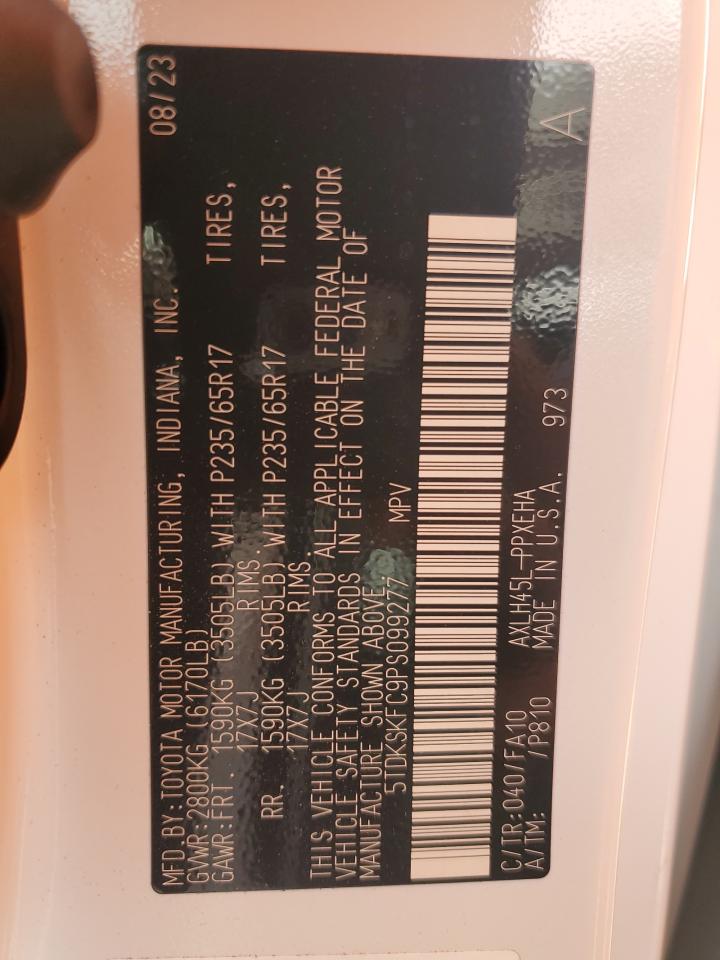 08/23
MFD.BY:TOYOTA MOTOR MANUFACTURING, INDIANA, INC.
GVWR:2800KG (6170LB)
GAWR:FRT. 1590KG (3505LB) WITH P235/65R17 TIRES,
17X7J RIMS.
RR. 1590KG (3505LB) WITH P235/65R17 TIRES,
17X7J RIMS
THIS VEHICLE CONFORMS TO ALL APPLICABLE FEDERAL MOTOR
VEHICLE SAFETY STANDARDS IN EFFECT ON THE DATE OF
MANUFACTURE SHOWN ABOVE.
5TDKSKFC9PS099277 MPV
C/TR:040/FA10 AXLH45L-PPXEHA
A/TM: /P810 MADE IN U.S.A. 973 A